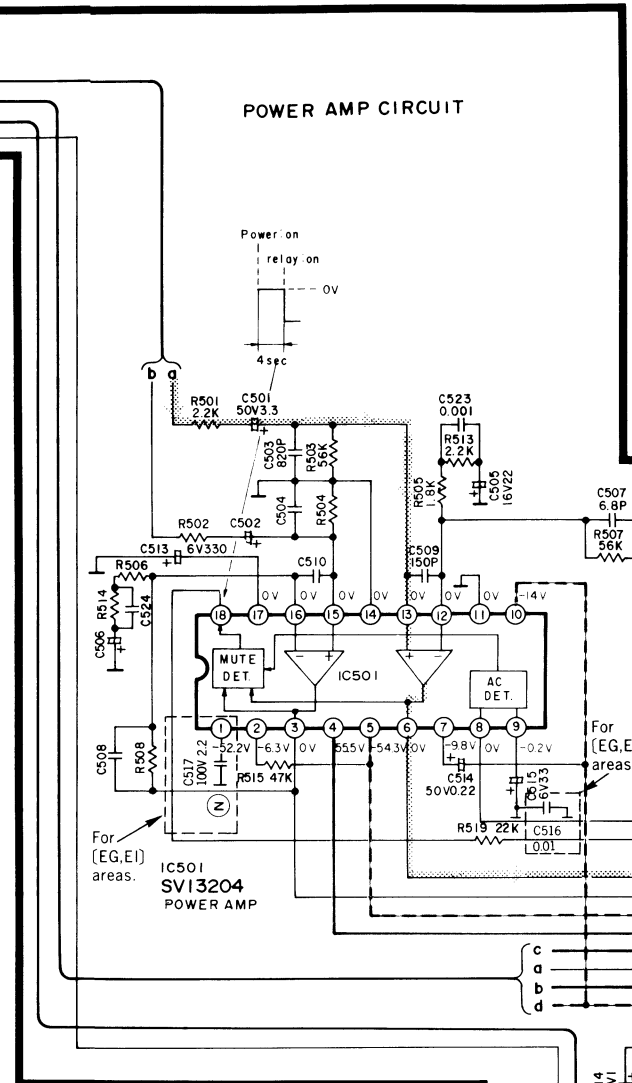 POWER AMP CIRCUIT
Power on
relay on
0V
4sec
b a
R501
2.2K
C501
50V3.3
+
C503
820P
R503
56K
C523
0.001
R513
2.2K
R505
1.8K
C505
16V22
C507
6.8P
R507
56K
R502
C502
C504
R504
C513
6V330
R506
C510
C509
150P
R514
C524
C506
0V 0V 0V 0V 0V 0V 0V -14V
18 17 16 15 14 13 12 11 10
MUTE
DET.
- +
IC501
- +
AC
DET.
1 2 3 4 5 6 7 8 9
-52.2V -6.3V 0V 55.5V -54.3V 0V -9.8V 0V -0.2V
For
[EG,E
areas
C508
R508
C517
100V 2.2
R515 47K
C514
50V0.22
C515
6V33
N
R519 22K
C516
0.01
For
[EG,EI]
areas.
IC501
SVI3204
POWER AMP
c
a
b
d
4